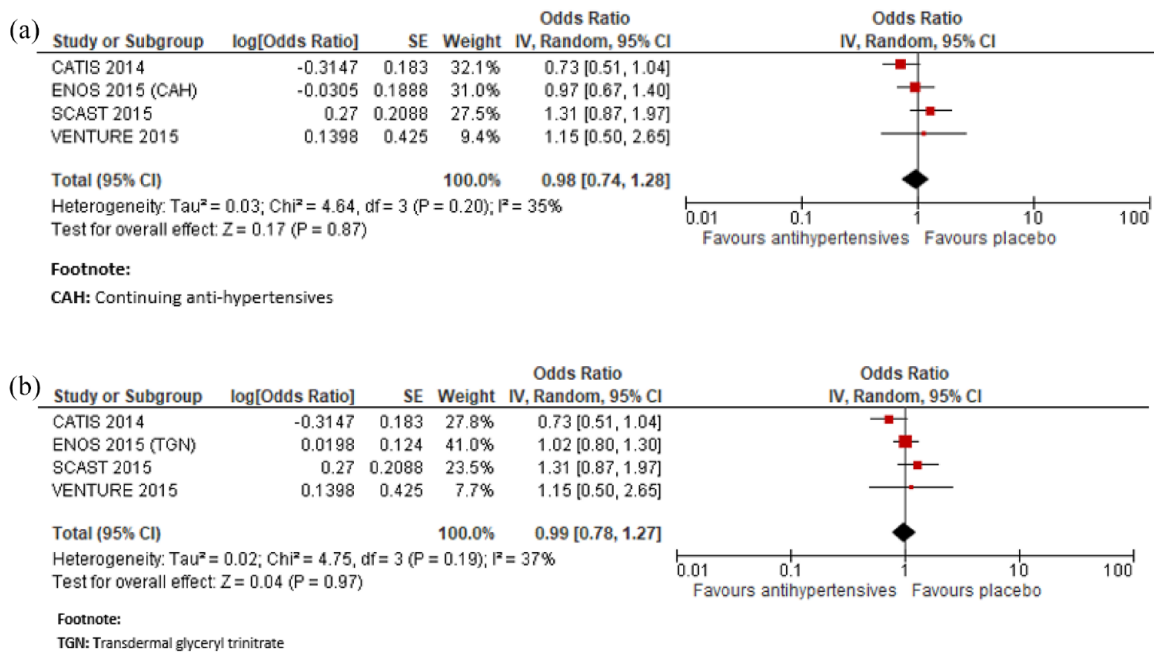 (a)
Odds Ratio Odds Ratio
Study or Subgroup log[Odds Ratio] SE Weight IV, Random, 95% CI IV, Random, 95% CI
CATIS 2014 -0.3147 0.183 32.1% 0.73 [0.51, 1.04]
ENOS 2015 (CAH) -0.0305 0.1888 31.0% 0.97 [0.67, 1.40]
SCAST 2015 0.27 0.2088 27.5% 1.31 [0.87, 1.97]
VENTURE 2015 0.1398 0.425 9.4% 1.15 [0.50, 2.65]
Total (95% CI) 100.0% 0.98 [0.74, 1.28]
Heterogeneity: Tau² = 0.03; Chi² = 4.64, df = 3 (P = 0.20); I² = 35%
Test for overall effect: Z = 0.17 (P = 0.87)
0.01 0.1 1 10 100
Favours antihypertensives Favours placebo
Footnote:
CAH: Continuing anti-hypertensives
(b)
Odds Ratio Odds Ratio
Study or Subgroup log[Odds Ratio] SE Weight IV, Random, 95% CI IV, Random, 95% CI
CATIS 2014 -0.3147 0.183 27.8% 0.73 [0.51, 1.04]
ENOS 2015 (TGN) 0.0198 0.124 41.0% 1.02 [0.80, 1.30]
SCAST 2015 0.27 0.2088 23.5% 1.31 [0.87, 1.97]
VENTURE 2015 0.1398 0.425 7.7% 1.15 [0.50, 2.65]
Total (95% CI) 100.0% 0.99 [0.78, 1.27]
Heterogeneity: Tau² = 0.02; Chi² = 4.75, df = 3 (P = 0.19); I² = 37%
Test for overall effect: Z = 0.04 (P = 0.97)
0.01 0.1 1 10 100
Favours antihypertensives Favours placebo
Footnote:
TGN: Transdermal glyceryl trinitrate